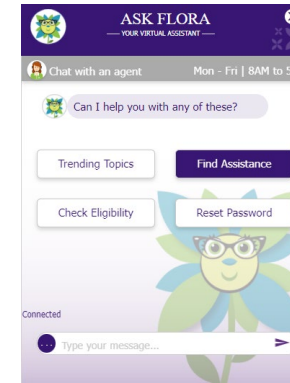 ASK FLORA
YOUR VIRTUAL ASSISTANT
Chat with an agent Mon - Fri | 8AM to
Can I help you with any of these?
Trending Topics Find Assistance
Check Eligibility Reset Password
Connected
Type your message...